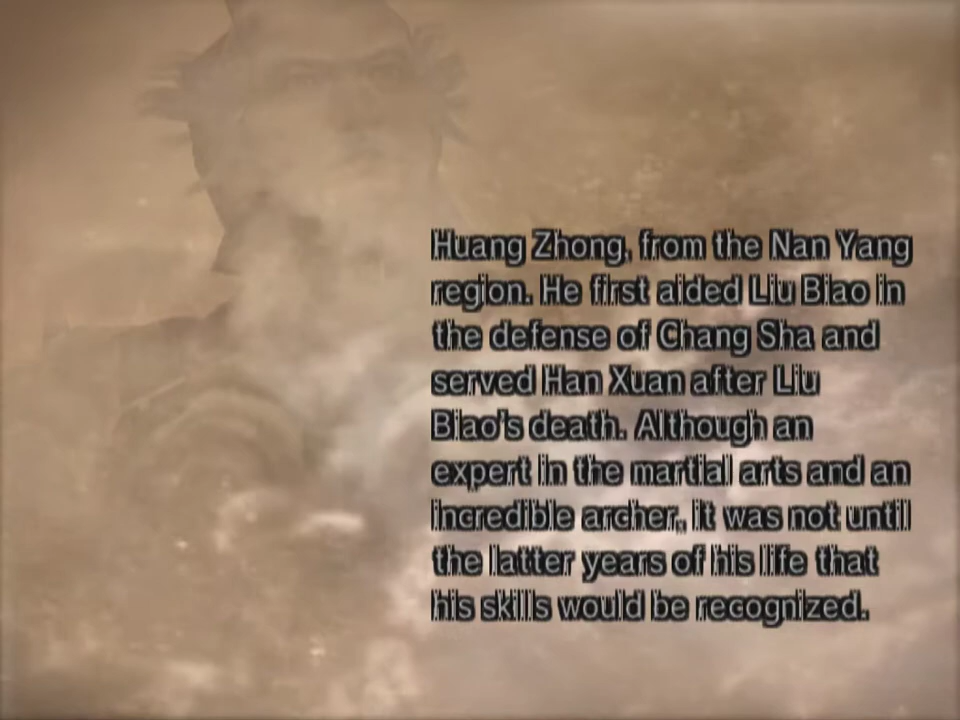 Huang Zhong, from the Nan Yang
region. He first aided Liu Biao in
the defense of Chang Sha and
served Han Xuan after Liu
Biao's death. Although an
expert in the martial arts and an
incredible archer, it was not until
the latter years of his life that
his skills would be recognized.